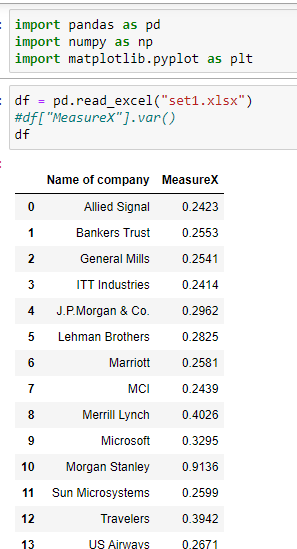 import pandas as pd
import numpy as np
import matplotlib.pyplot as plt
df = pd.read_excel("set1.xlsx")
#df["MeasureX"].var()
df
Name of company MeasureX
0 Allied Signal 0.2423
1 Bankers Trust 0.2553
2 General Mills 0.2541
3 ITT Industries 0.2414
4 J.P.Morgan & Co. 0.2962
5 Lehman Brothers 0.2825
6 Marriott 0.2581
7 MCI 0.2439
8 Merrill Lynch 0.4026
9 Microsoft 0.3295
10 Morgan Stanley 0.9136
11 Sun Microsystems 0.2599
12 Travelers 0.3942
13 US Airways 0.2671